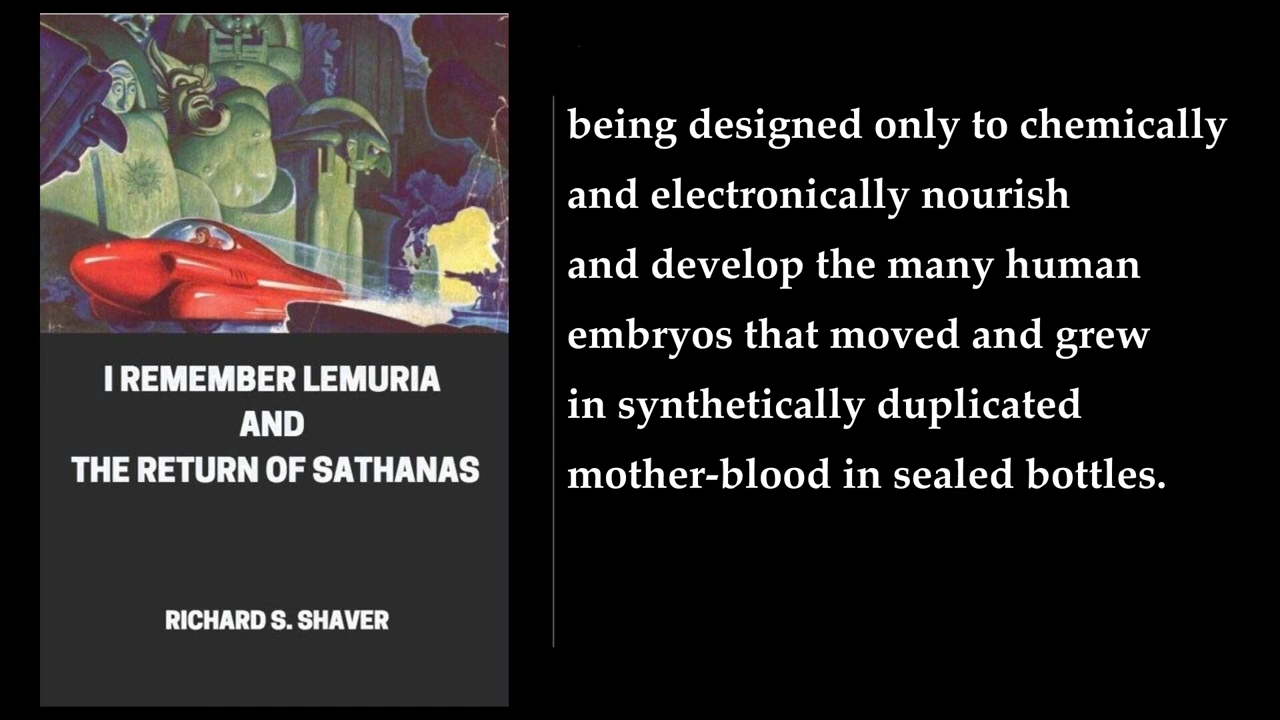 I REMEMBER LEMURIA
AND
THE RETURN OF SATHANAS
RICHARD S. SHAVER
being designed only to chemically
and electronically nourish
and develop the many human
embryos that moved and grew
in synthetically duplicated
mother-blood in sealed bottles.